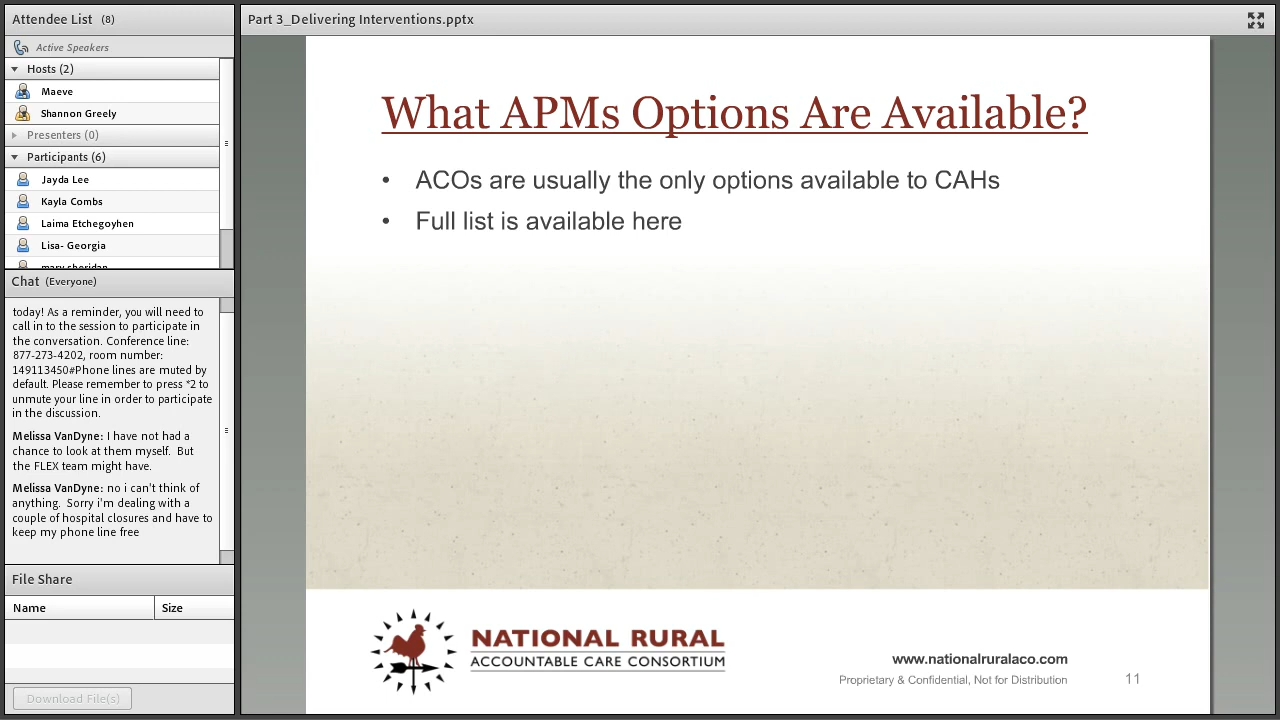 Attendee List (8)
Active Speakers
Hosts (2)
Maeve
Shannon Greely
Presenters (0)
Participants (6)
Jayda Lee
Kayla Combs
Laima Etchegoyhen
Lisa- Georgia
mary sheridan
Chat (Everyone)
today! As a reminder, you will need to
call in to the session to participate in
the conversation. Conference line:
877-273-4202, room number:
149113450#Phone lines are muted by
default. Please remember to press *2 to
unmute your line in order to participate
in the discussion.
Melissa VanDyne: I have not had a
chance to look at them myself. But
the FLEX team might have.
Melissa VanDyne: no i can't think of
anything. Sorry i'm dealing with a
couple of hospital closures and have to
keep my phone line free
File Share
Name Size
Download File(s)
Part 3_Delivering Interventions.pptx
What APMs Options Are Available?
• ACOs are usually the only options available to CAHs
• Full list is available here
NATIONAL RURAL
ACCOUNTABLE CARE CONSORTIUM
www.nationalruralaco.com
Proprietary & Confidential, Not for Distribution
11